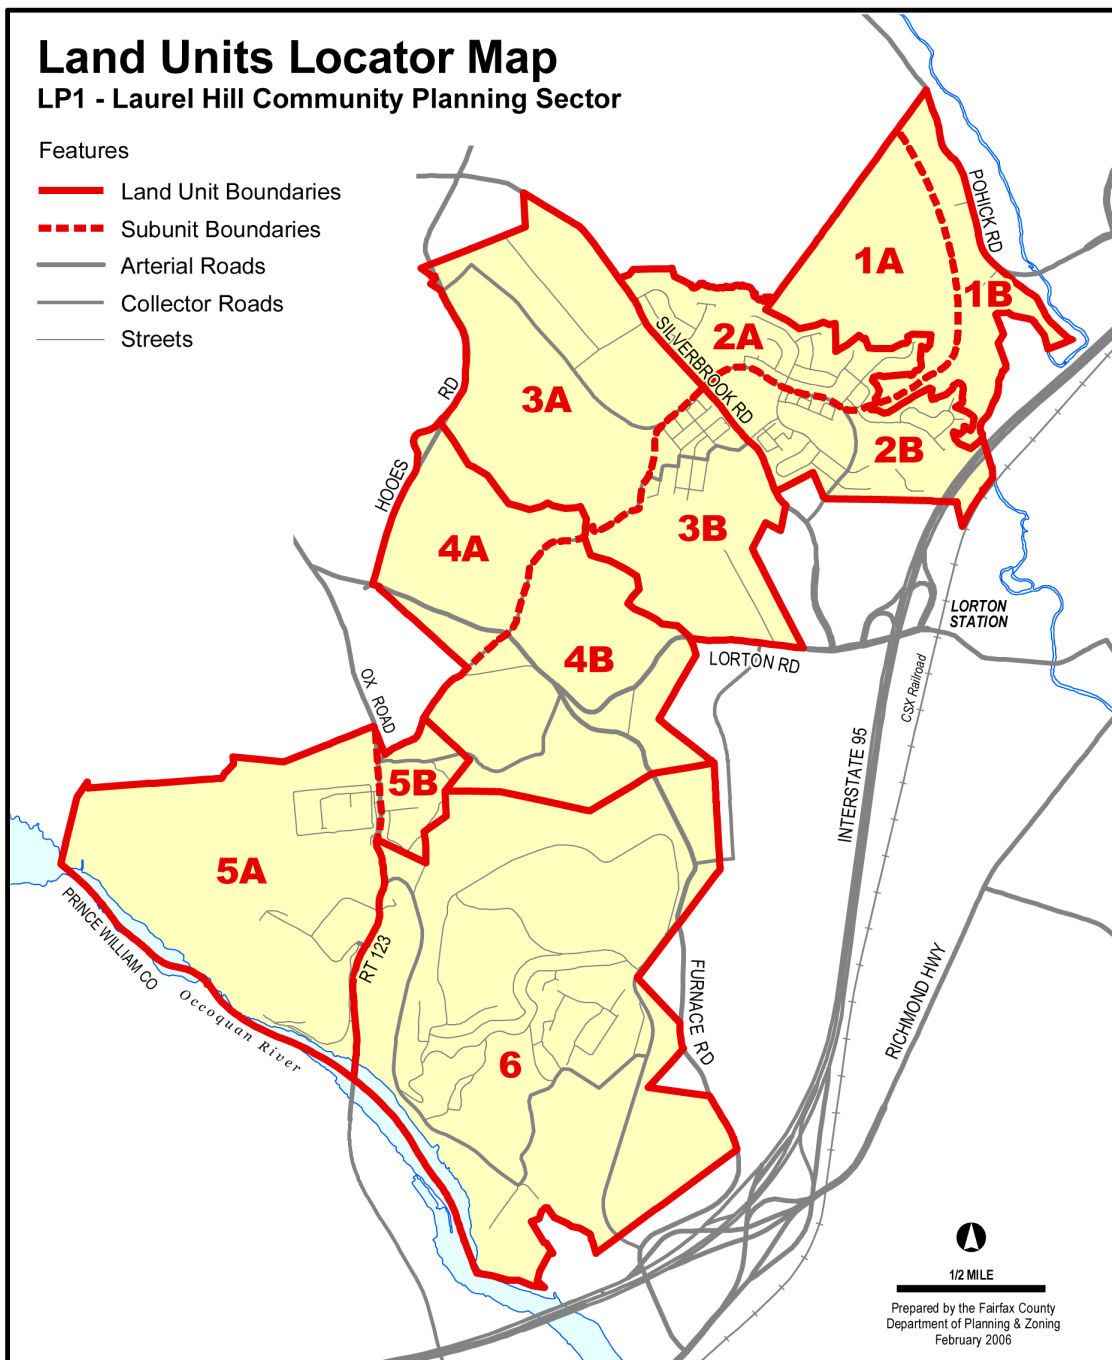 Land Units Locator Map
LP1 - Laurel Hill Community Planning Sector
Features
Land Unit Boundaries
Subunit Boundaries
Arterial Roads
Collector Roads
Streets
POHICK RD
1A
1B
SILVERBROOK RD
2A
RD
3A
2B
HOOES
3B
4A
LORTON
STATION
4B
LORTON RD
CSX Railroad
OX ROAD
INTERSTATE 95
5B
5A
PRINCE WILLIAM CO
RT 123
Occoquan River
FURNACE RD
RICHMOND HWY
6
1/2 MILE
Prepared by the Fairfax County
Department of Planning & Zoning
February 2006